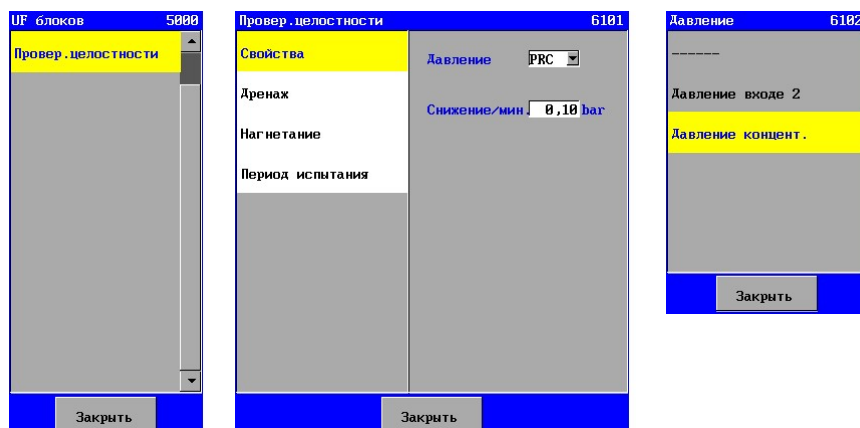 UF блоков 5000
Провер.целостности
Закрыть
Провер.целостности 6101
Свойства
Дренаж
Нагнетание
Период испытания
Давление PRC
Снижение/мин. 0,10 bar
Закрыть
Давление 6102
------
Давление входе 2
Давление концент.
Закрыть